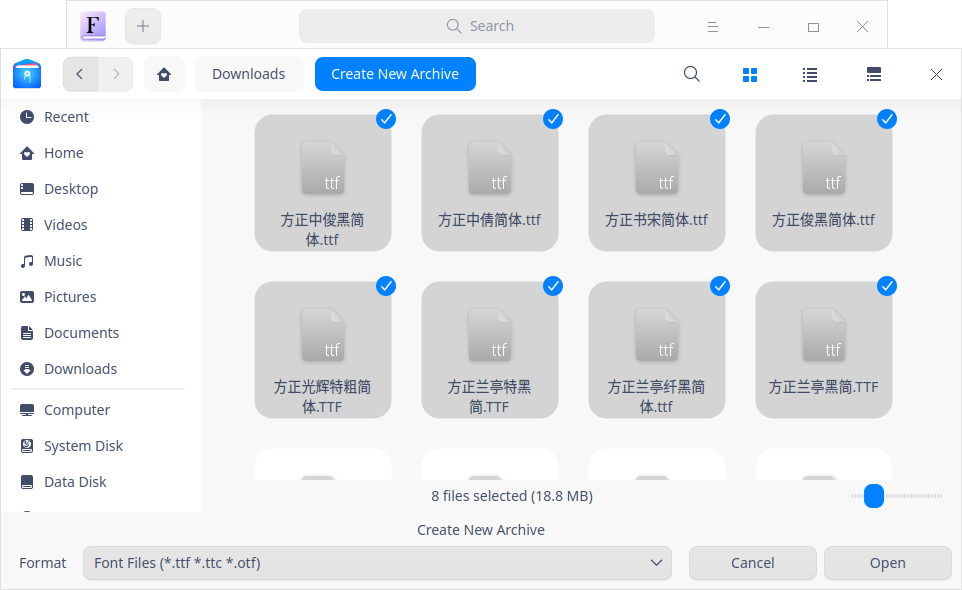 F
Search
Downloads
Create New Archive
Recent
Home
Desktop
Videos
Music
Pictures
Documents
Downloads
Computer
System Disk
Data Disk
ttf
方正中俊黑简
体.ttf
ttf
方正中倩简体.ttf
ttf
方正书宋简体.ttf
ttf
方正俊黑简体.ttf
ttf
方正光辉特粗简
体.TTF
ttf
方正兰亭特黑
简.TTF
ttf
方正兰亭纤黑简
体.ttf
ttf
方正兰亭黑简.TTF
8 files selected (18.8 MB)
Create New Archive
Format
Font Files (*.ttf *.ttc *.otf)
Cancel
Open